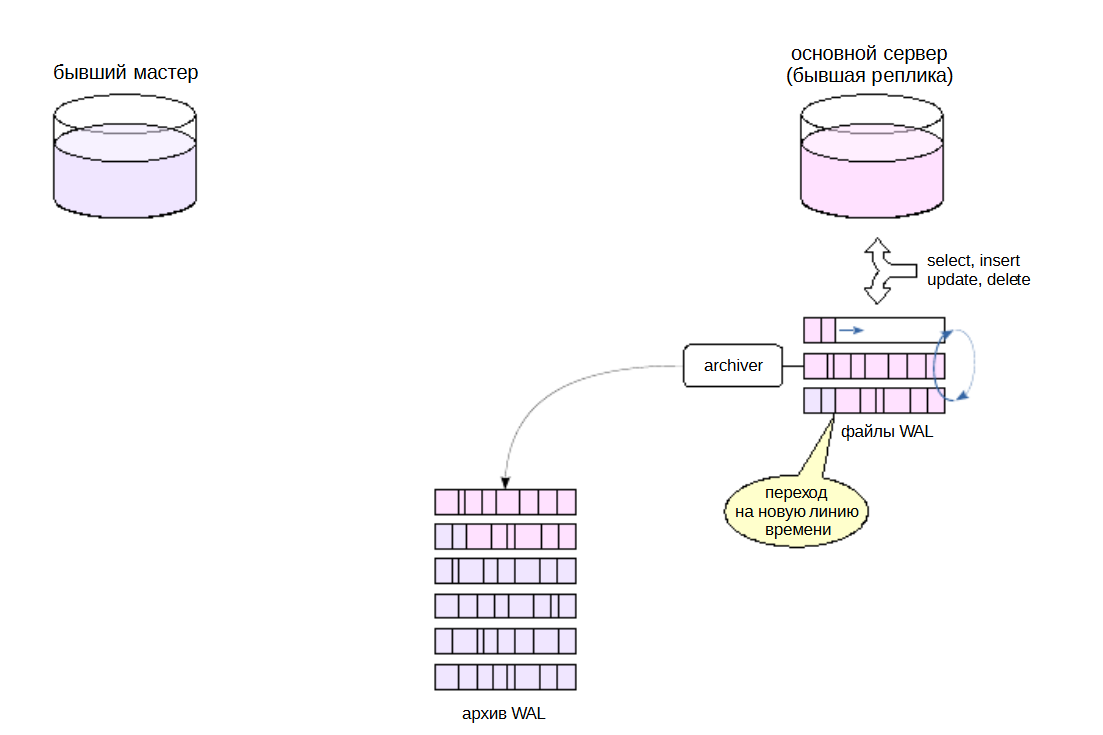 бывший мастер
основной сервер
(бывшая реплика)
select, insert
update, delete
archiver
файлы WAL
переход
на новую линию
времени
архив WAL